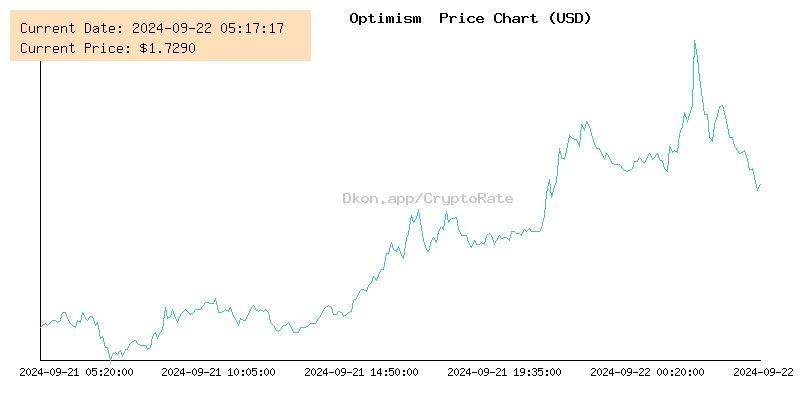 Optimism  Price Chart (USD)
Current Date: 2024-09-22 05:17:17
Current Price: $1.7290
Dkon.app/CryptoRate
2024-09-21 05:20:00 2024-09-21 10:05:00 2024-09-21 14:50:00 2024-09-21 19:35:00 2024-09-22 00:20:00 2024-09-22